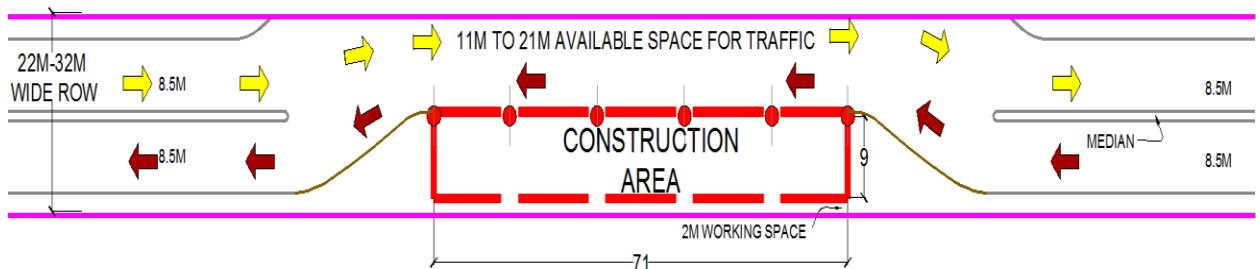 11M TO 21M AVAILABLE SPACE FOR TRAFFIC
22M-32M
WIDE ROW
8.5M
8.5M
8.5M
8.5M
CONSTRUCTION
AREA
9
MEDIAN
2M WORKING SPACE
71